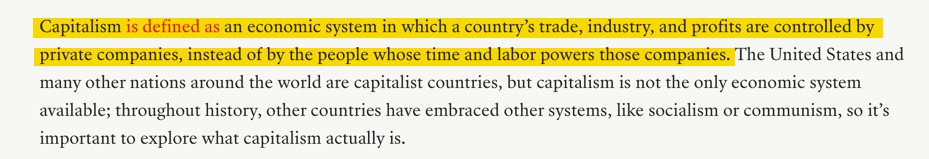 Capitalism is defined as an economic system in which a country’s trade, industry, and profits are controlled by
private companies, instead of by the people whose time and labor powers those companies. The United States and
many other nations around the world are capitalist countries, but capitalism is not the only economic system
available; throughout history, other countries have embraced other systems, like socialism or communism, so it’s
important to explore what capitalism actually is.